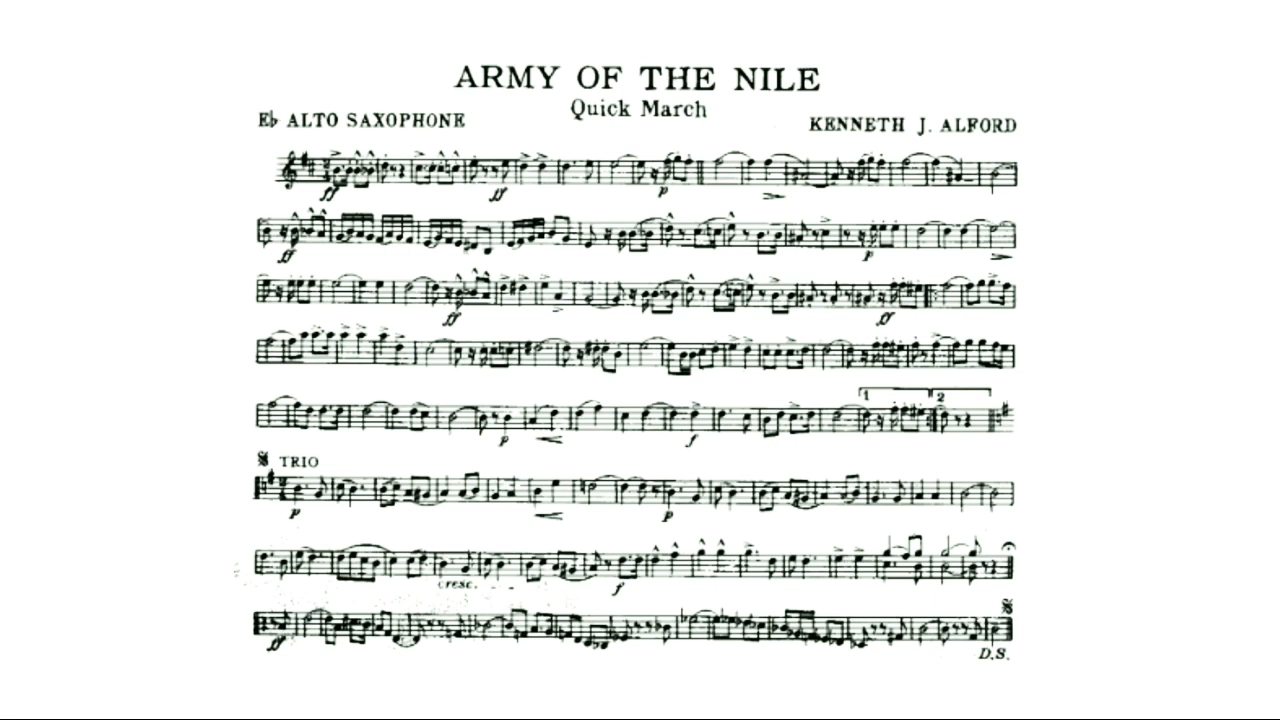 ARMY OF THE NILE
Quick March
E♭ ALTO SAXOPHONE
KENNETH J. ALFORD
ff ff p
ff p
ff ff
1 2
p f
TRIO
p p
cresc. f
ff
D.S.